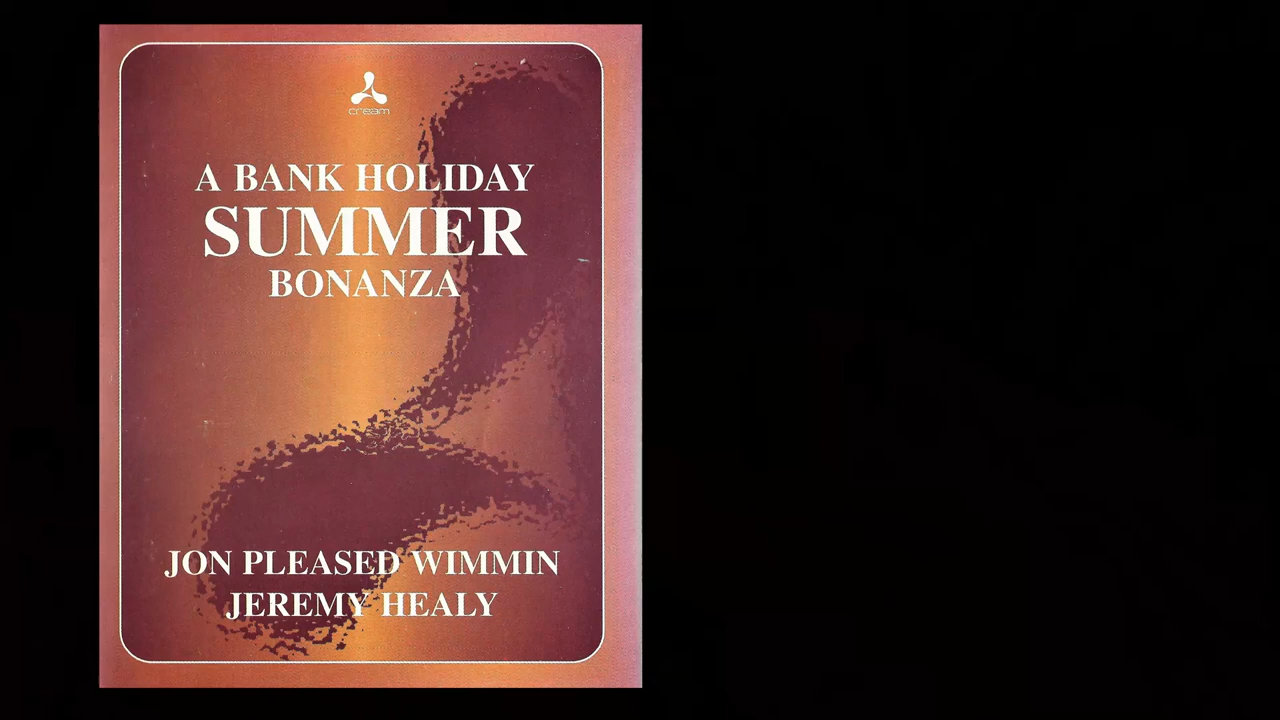 cream
A BANK HOLIDAY
SUMMER
BONANZA
JON PLEASED WIMMIN
JEREMY HEALY